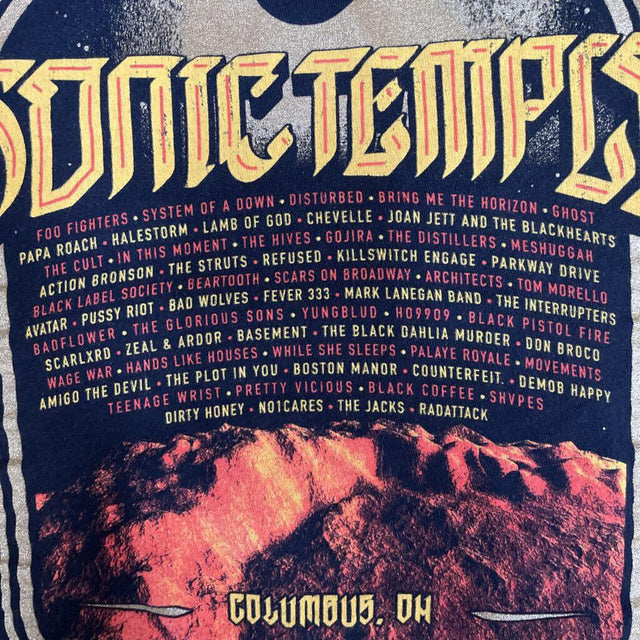 SONIC TEMPLE
FOO FIGHTERS • SYSTEM OF A DOWN • DISTURBED • BRING ME THE HORIZON • GHOST
PAPA ROACH • HALESTORM • LAMB OF GOD • CHEVELLE • JOAN JETT AND THE BLACKHEARTS
THE CULT • IN THIS MOMENT • THE HIVES • GOJIRA • THE DISTILLERS • MESHUGGAH
ACTION BRONSON • THE STRUTS • REFUSED • KILLSWITCH ENGAGE • PARKWAY DRIVE
BLACK LABEL SOCIETY • BEARTOOTH • SCARS ON BROADWAY • ARCHITECTS • TOM MORELLO
AVATAR • PUSSY RIOT • BAD WOLVES • FEVER 333 • MARK LANEGAN BAND • THE INTERRUPTERS
BADFLOWER • THE GLORIOUS SONS • YUNGBLUD • HO9909 • BLACK PISTOL FIRE
SCARLXRD • ZEAL & ARDOR • BASEMENT • THE BLACK DAHLIA MURDER • DON BROCO
WAGE WAR • HANDS LIKE HOUSES • WHILE SHE SLEEPS • PALAYE ROYALE • MOVEMENTS
AMIGO THE DEVIL • THE PLOT IN YOU • BOSTON MANOR • COUNTERFEIT. • DEMOB HAPPY
TEENAGE WRIST • PRETTY VICIOUS • BLACK COFFEE • SHVPES
DIRTY HONEY • NO1CARES • THE JACKS • RADATTACK
COLUMBUS, OH